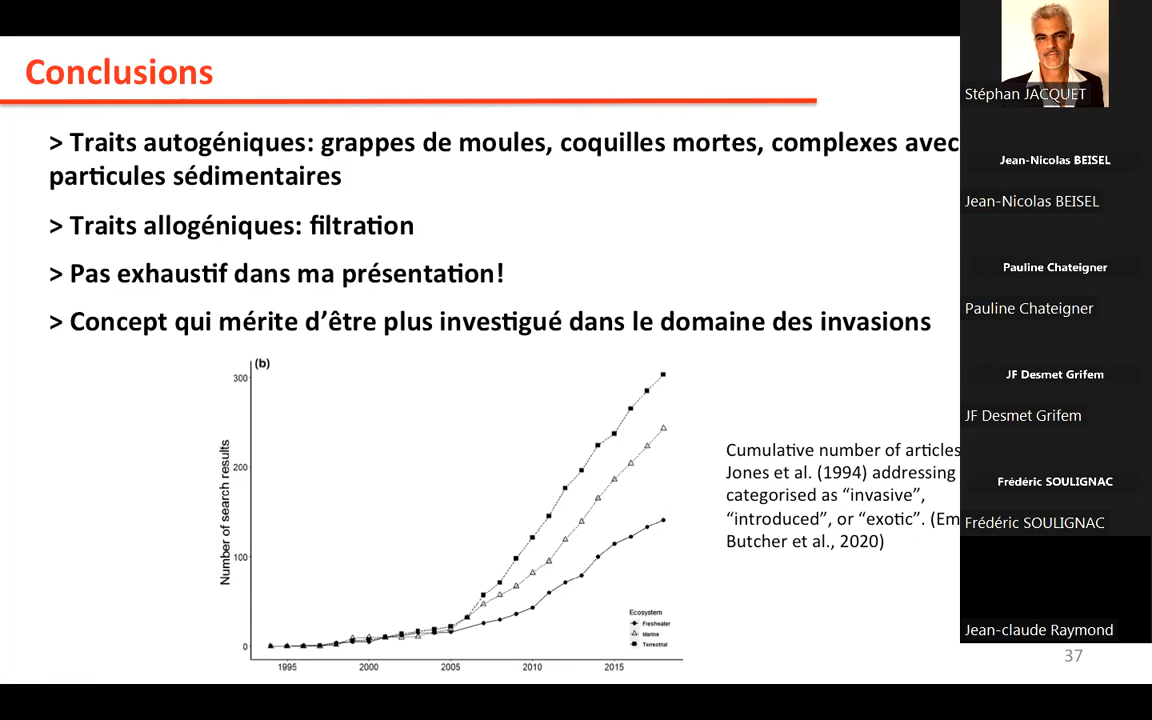 Conclusions
> Traits autogéniques: grappes de moules, coquilles mortes, complexes avec
particules sédimentaires
> Traits allogéniques: filtration
> Pas exhaustif dans ma présentation!
> Concept qui mérite d’être plus investigué dans le domaine des invasions
(b)
300
200
100
0
Number of search results
1995
2000
2005
2010
2015
Ecosystem
Freshwater
Marine
Terrestrial
Cumulative number of articles
Jones et al. (1994) addressing
categorised as “invasive”,
“introduced”, or “exotic”. (Em
Butcher et al., 2020)
37
Stéphan JACQUET
Jean-Nicolas BEISEL
Jean-Nicolas BEISEL
Pauline Chateigner
Pauline Chateigner
JF Desmet Grifem
JF Desmet Grifem
Frédéric SOULIGNAC
Frédéric SOULIGNAC
Jean-claude Raymond